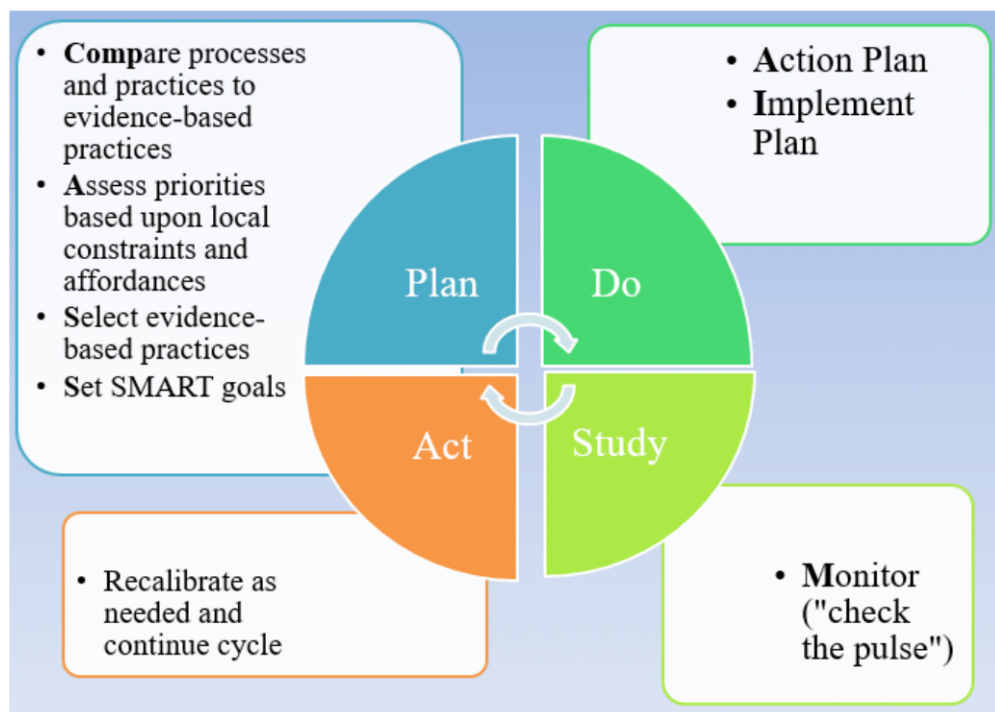 • Compare processes
and practices to
evidence-based
practices
• Assess priorities
based upon local
constraints and
affordances
• Select evidence-
based practices
• Set SMART goals
• Action Plan
• Implement
Plan
Plan
Do
Act
Study
• Recalibrate as
needed and
continue cycle
• Monitor
("check
the pulse")